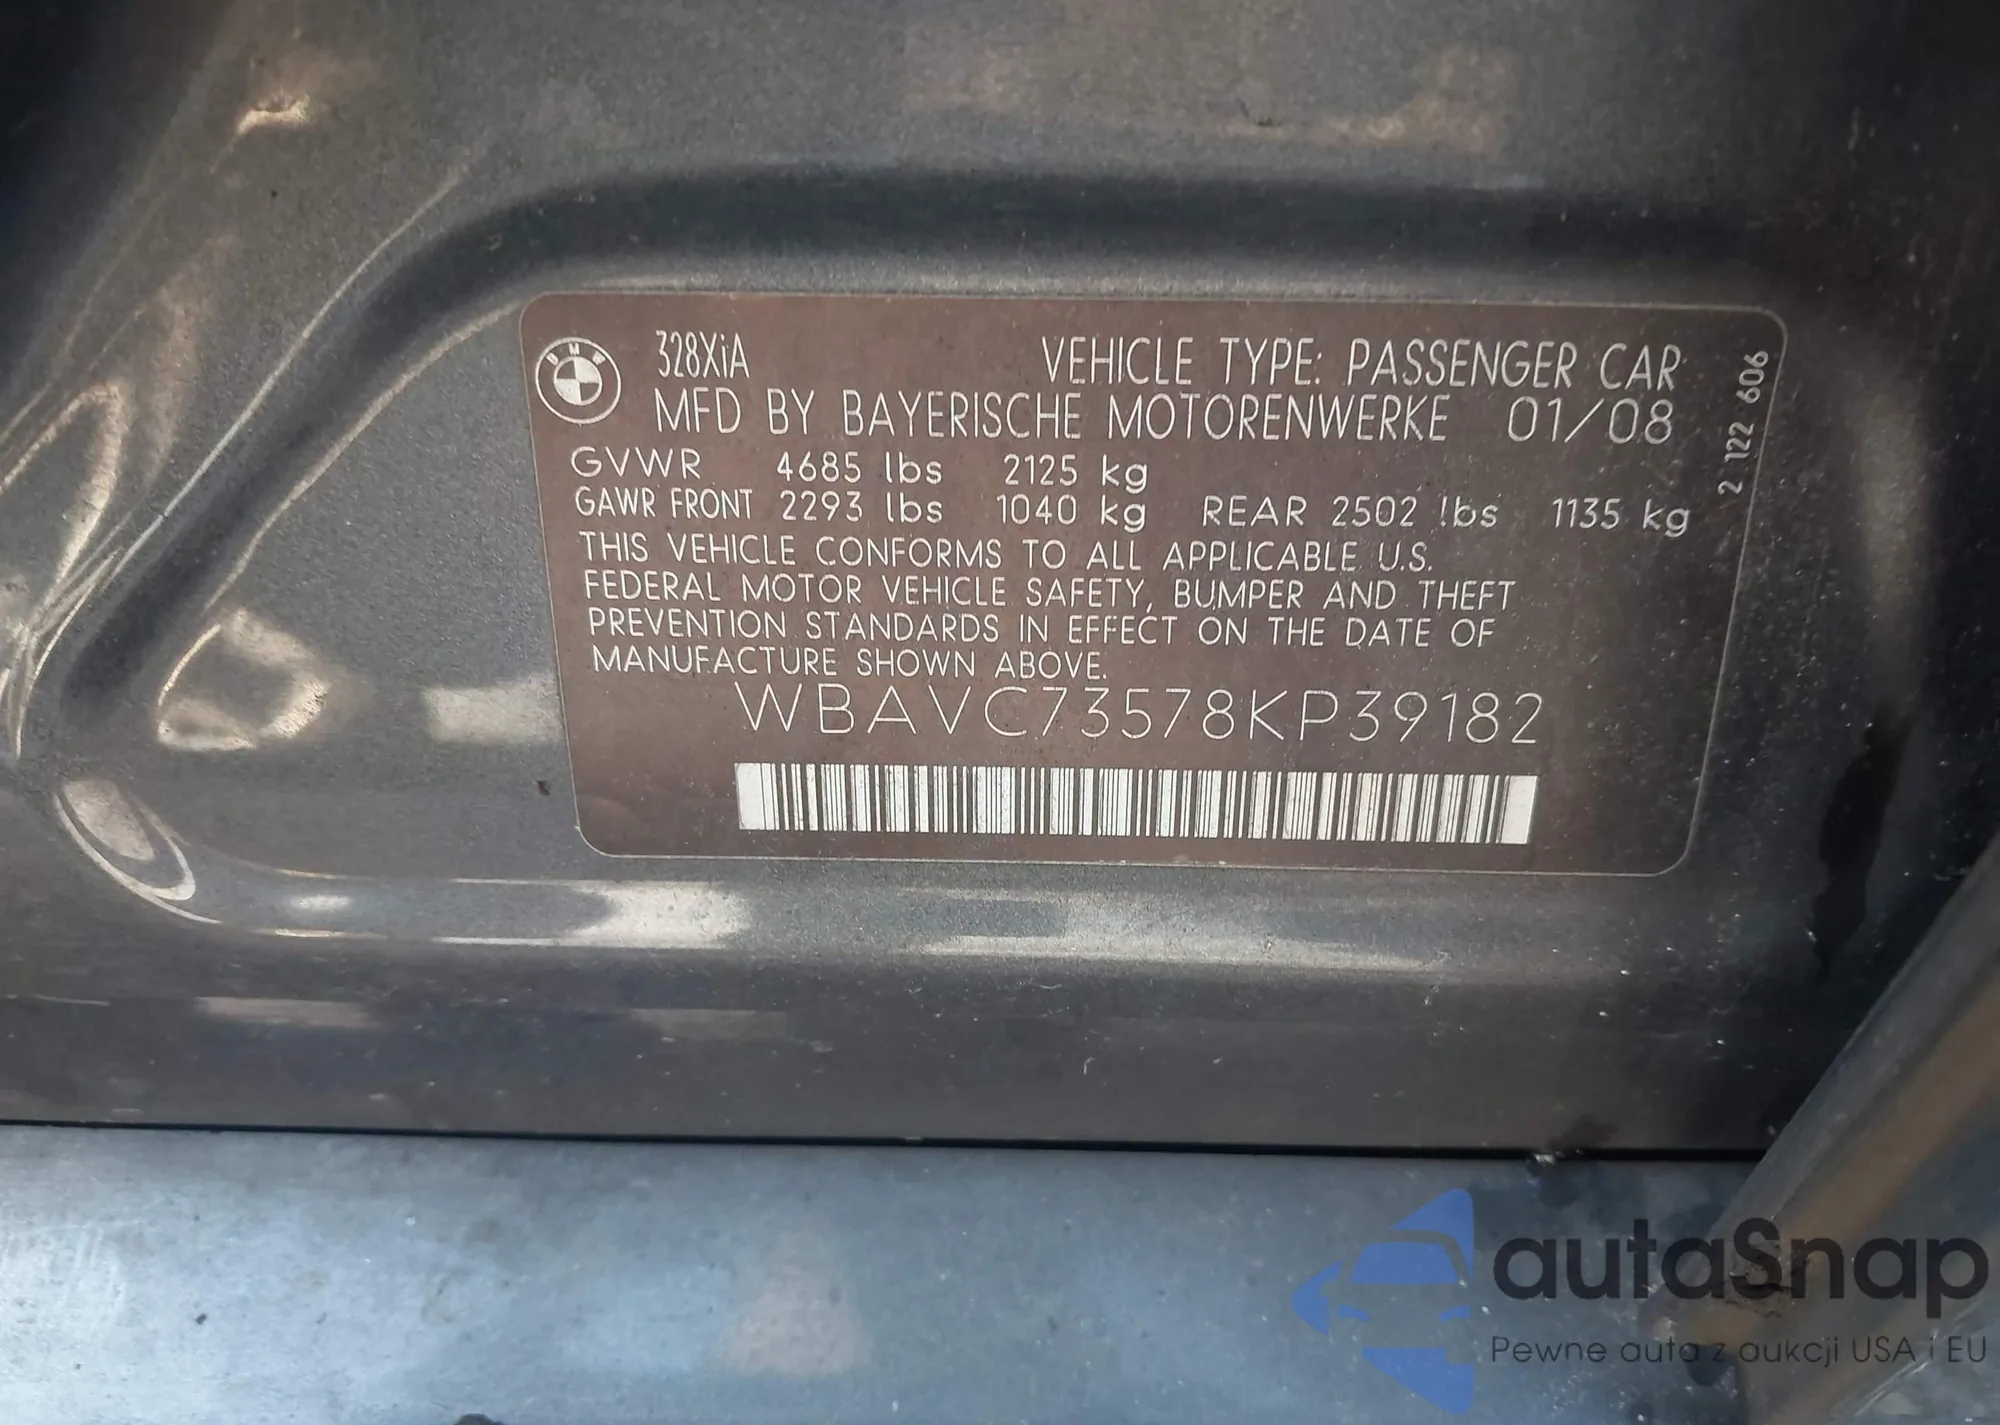 BMW
328XiA VEHICLE TYPE: PASSENGER CAR
MFD BY BAYERISCHE MOTORENWERKE 01/08
GVWR 4685 lbs 2125 kg
GAWR FRONT 2293 lbs 1040 kg REAR 2502 lbs 1135 kg
THIS VEHICLE CONFORMS TO ALL APPLICABLE U.S.
FEDERAL MOTOR VEHICLE SAFETY, BUMPER AND THEFT
PREVENTION STANDARDS IN EFFECT ON THE DATE OF
MANUFACTURE SHOWN ABOVE.
WBAVC73578KP39182
2 122 606
autaSnap
Pewne auta z aukcji USA i EU